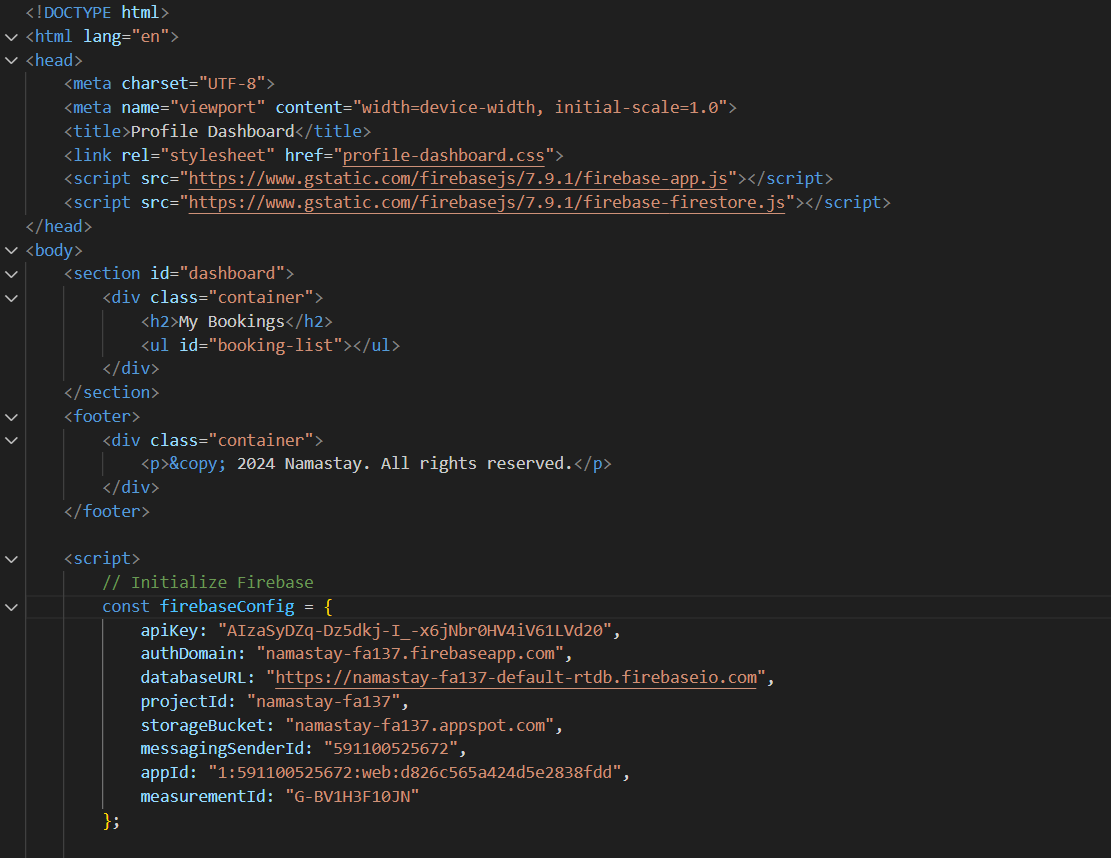 <!DOCTYPE html>
<html lang="en">
<head>
    <meta charset="UTF-8">
    <meta name="viewport" content="width=device-width, initial-scale=1.0">
    <title>Profile Dashboard</title>
    <link rel="stylesheet" href="profile-dashboard.css">
    <script src="https://www.gstatic.com/firebasejs/7.9.1/firebase-app.js"></script>
    <script src="https://www.gstatic.com/firebasejs/7.9.1/firebase-firestore.js"></script>
</head>
<body>
    <section id="dashboard">
        <div class="container">
            <h2>My Bookings</h2>
            <ul id="booking-list"></ul>
        </div>
    </section>
    <footer>
        <div class="container">
            <p>&copy; 2024 Namastay. All rights reserved.</p>
        </div>
    </footer>

    <script>
        // Initialize Firebase
        const firebaseConfig = {
            apiKey: "AIzaSyDZq-Dz5dkj-I_-x6jNbr0HV4iV61LVd20",
            authDomain: "namastay-fa137.firebaseapp.com",
            databaseURL: "https://namastay-fa137-default-rtdb.firebaseio.com",
            projectId: "namastay-fa137",
            storageBucket: "namastay-fa137.appspot.com",
            messagingSenderId: "591100525672",
            appId: "1:591100525672:web:d826c565a424d5e2838fdd",
            measurementId: "G-BV1H3F10JN"
        };